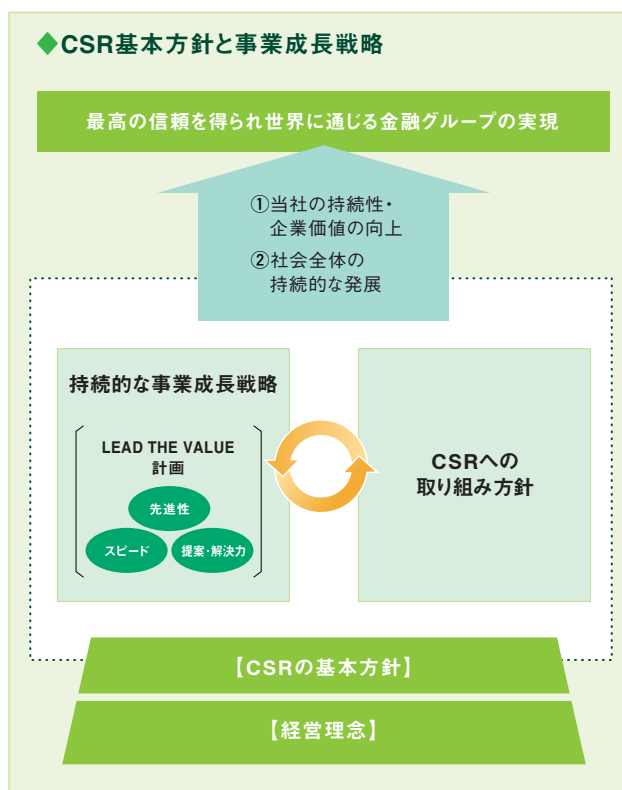 ◆CSR基本方針と事業成長戦略
最高の信頼を得られ世界に通じる金融グループの実現
①当社の持続性・
企業価値の向上
②社会全体の
持続的な発展
持続的な事業成長戦略
LEAD THE VALUE
計画
先進性
スピード
提案・解決力
CSRへの
取り組み方針
【CSRの基本方針】
【経営理念】